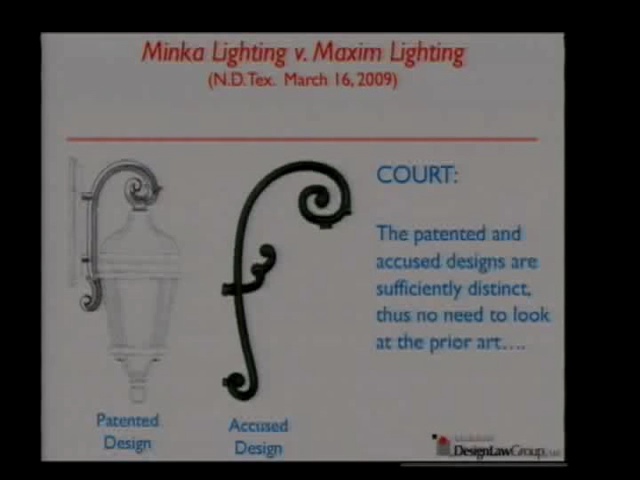 Minka Lighting v. Maxim Lighting
(N.D.Tex. March 16, 2009)
COURT:
The patented and
accused designs are
sufficiently distinct,
thus no need to look
at the prior art....
Patented
Design
Accused
Design
DesignLawGroup